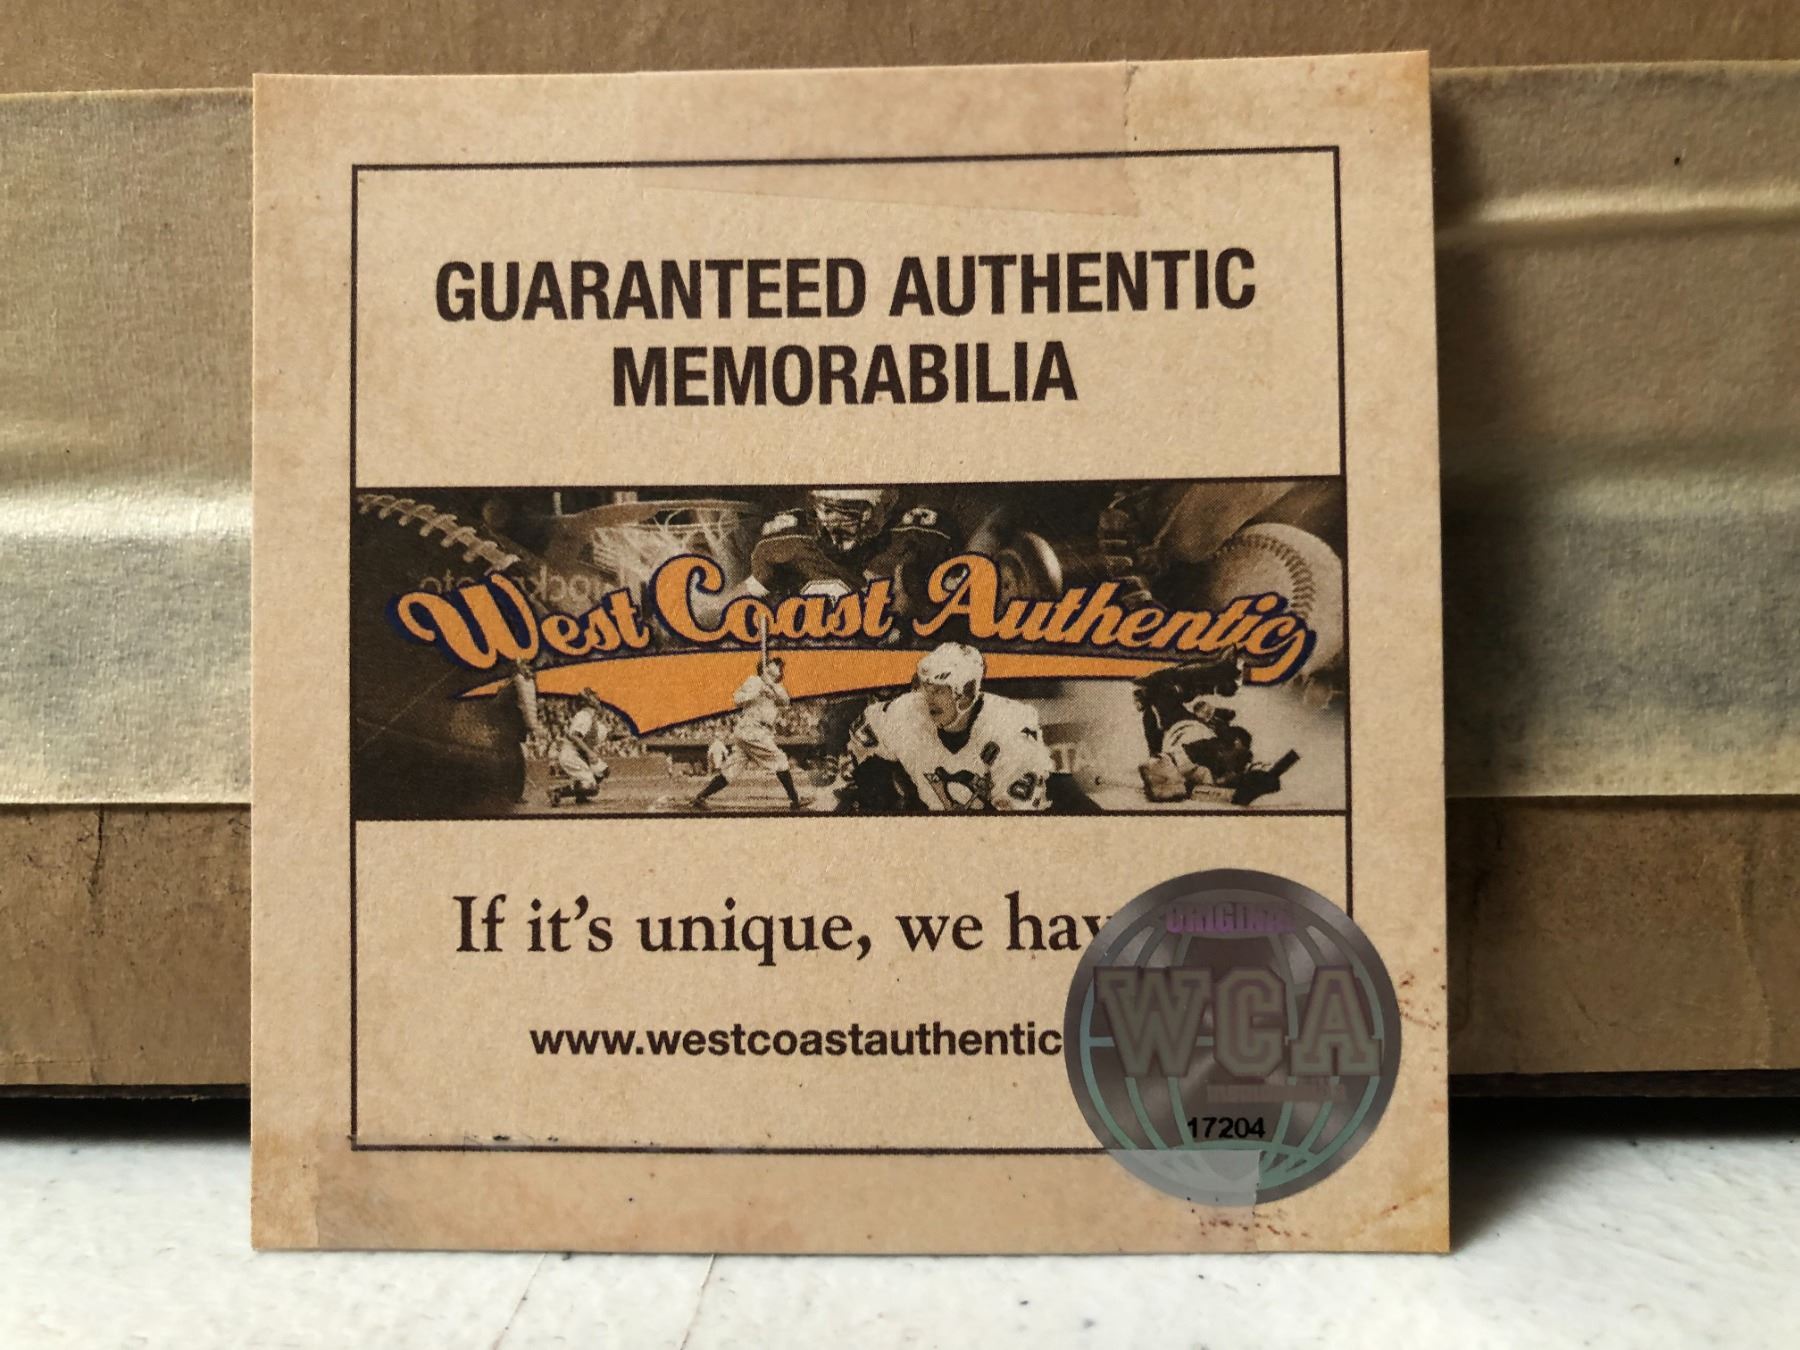 GUARANTEED AUTHENTIC
MEMORABILIA
West Coast Authentic
If it's unique, we hav
www.westcoastauthentic
ORIGINAL
WCA
17204